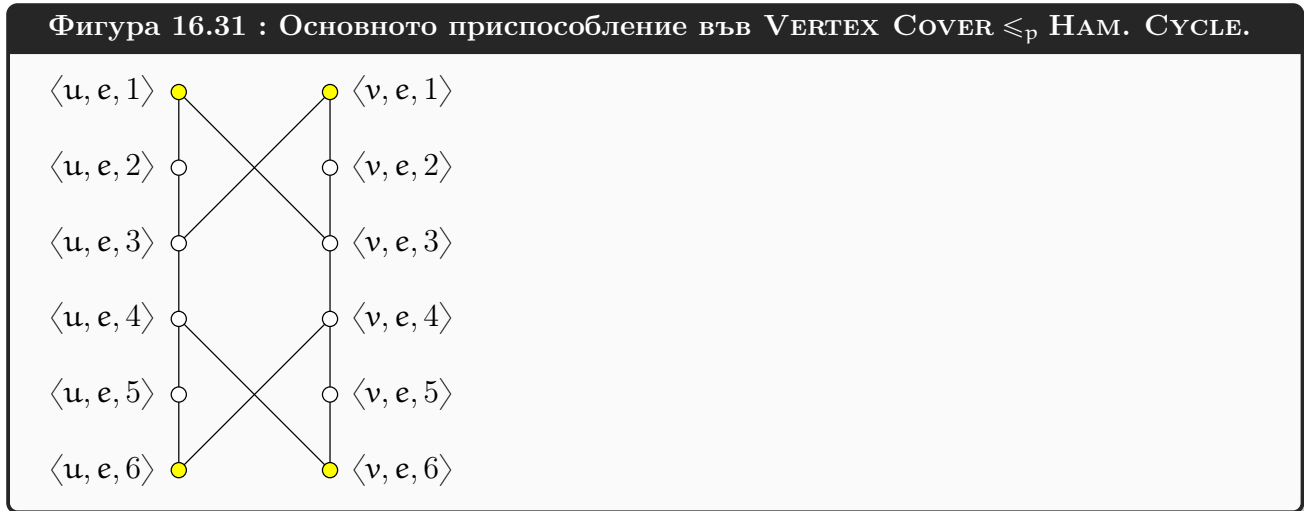 Фигура 16.31 : Основното приспособление във VERTEX COVER ⩽ₚ HAM. CYCLE.
⟨u, e, 1⟩ ⟨v, e, 1⟩
⟨u, e, 2⟩ ⟨v, e, 2⟩
⟨u, e, 3⟩ ⟨v, e, 3⟩
⟨u, e, 4⟩ ⟨v, e, 4⟩
⟨u, e, 5⟩ ⟨v, e, 5⟩
⟨u, e, 6⟩ ⟨v, e, 6⟩